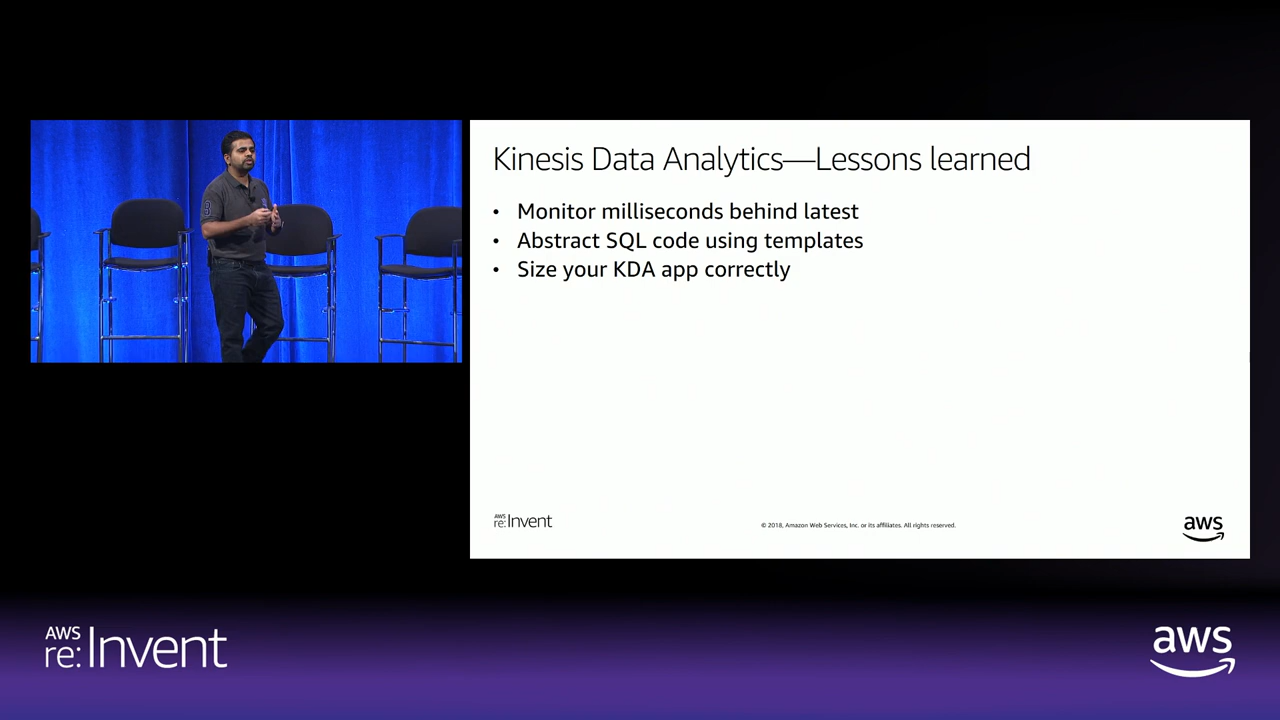 Kinesis Data Analytics—Lessons learned
• Monitor milliseconds behind latest
• Abstract SQL code using templates
• Size your KDA app correctly
AWS
re:Invent
© 2018, Amazon Web Services, Inc. or its affiliates. All rights reserved.
aws
AWS
re:Invent
aws